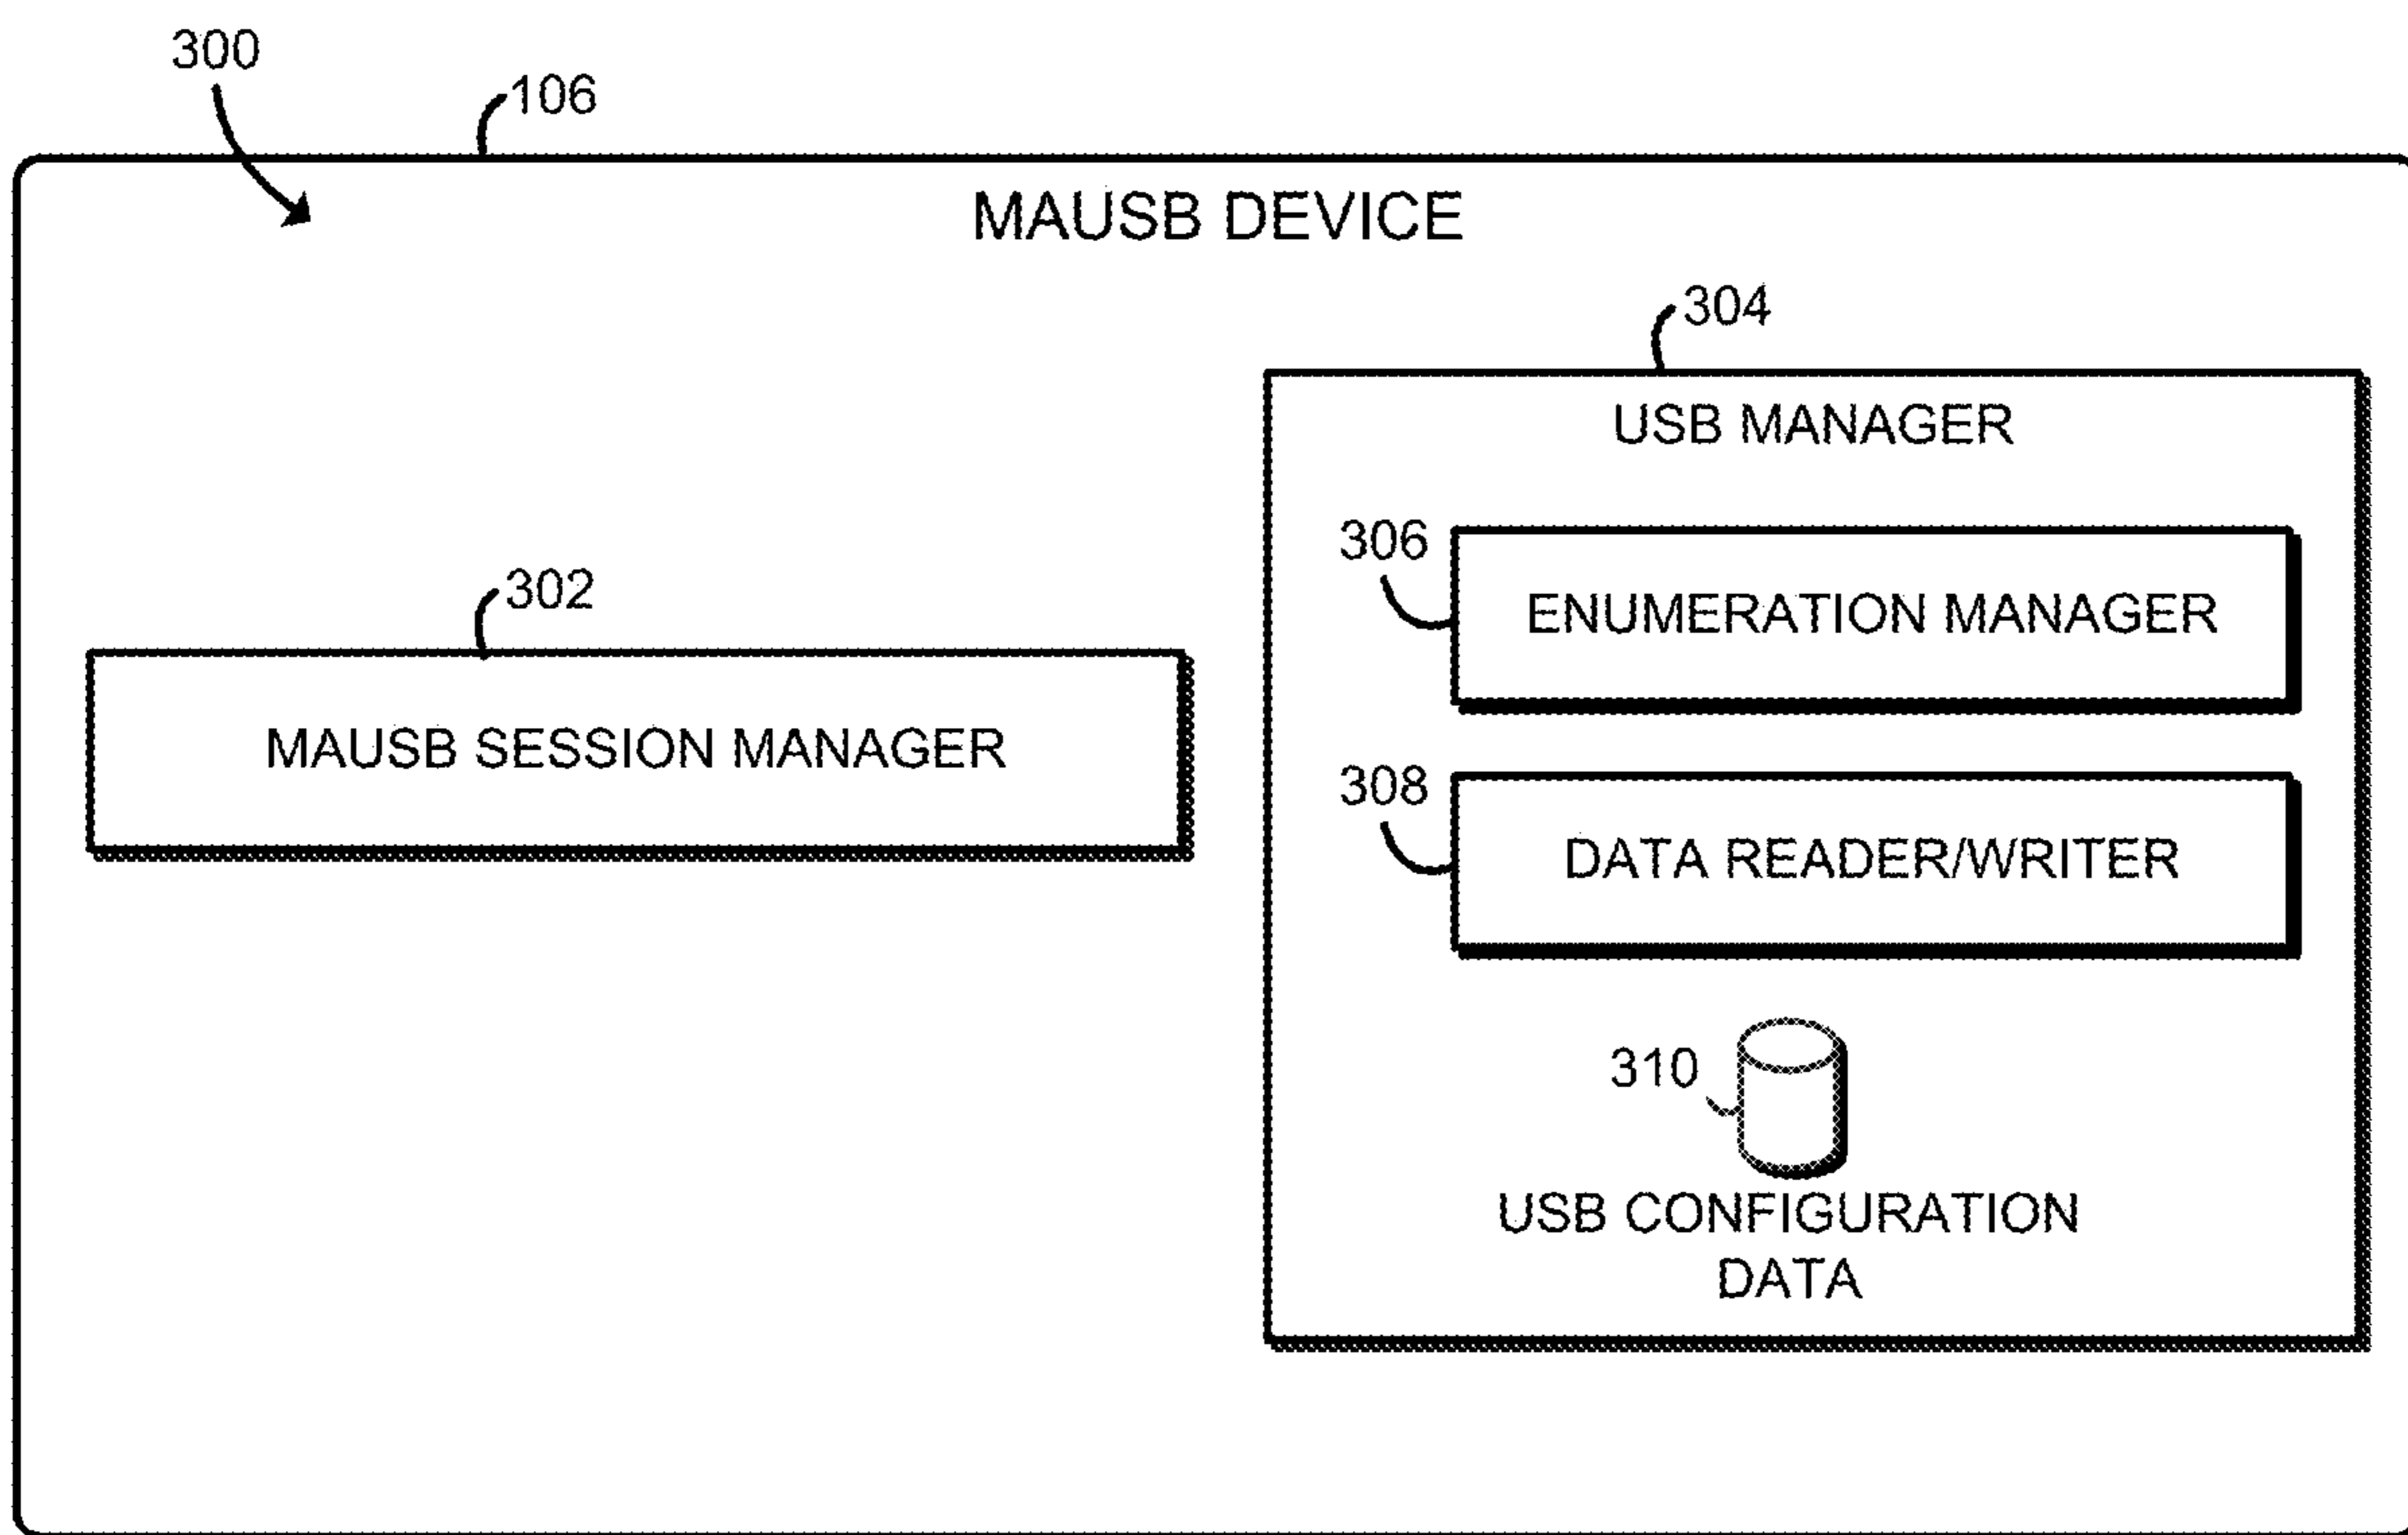 300
106
MAUSB DEVICE
304
USB MANAGER
306
ENUMERATION MANAGER
302
MAUSB SESSION MANAGER
308
DATA READER/WRITER
310
USB CONFIGURATION
DATA